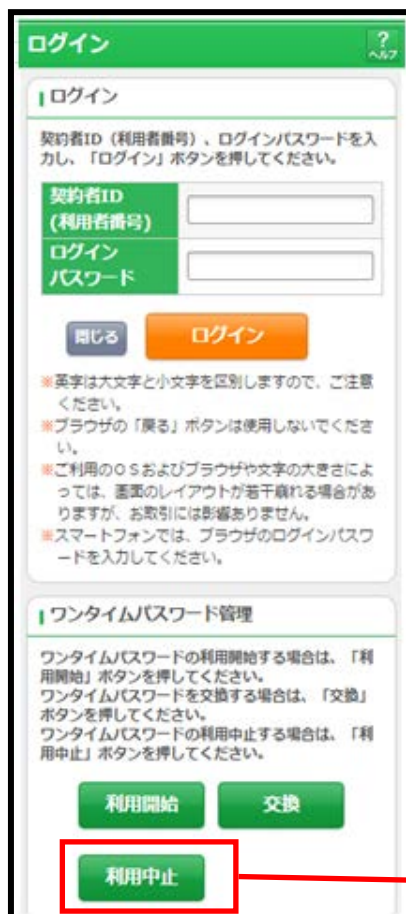 ログイン
?
ヘルプ
ログイン
契約者ID（利用者番号）、ログインパスワードを入
力し、「ログイン」ボタンを押してください。
契約者ID
(利用者番号)
ログイン
パスワード
閉じる
ログイン
※英字は大文字と小文字を区別しますので、ご注意
ください。
※ブラウザの「戻る」ボタンは使用しないでくださ
い。
※ご利用のＯＳおよびブラウザや文字の大きさによ
っては、画面のレイアウトが若干崩れる場合があ
りますが、お取引には影響ありません。
※スマートフォンでは、ブラウザのログインパスワ
ードを入力してください。
ワンタイムパスワード管理
ワンタイムパスワードの利用開始する場合は、「利
用開始」ボタンを押してください。
ワンタイムパスワードを交換する場合は、「交換」
ボタンを押してください。
ワンタイムパスワードの利用中止する場合は、「利
用中止」ボタンを押してください。
利用開始
交換
利用中止